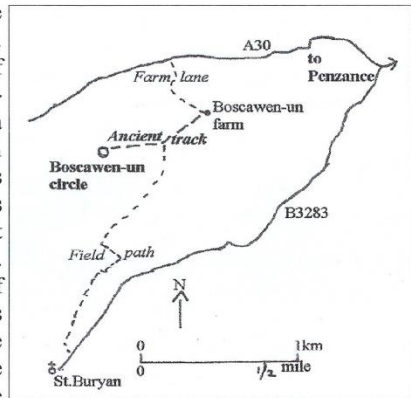 A30
to
Penzance
Farm lane
Boscawen-un
farm
Ancient track
Boscawen-un
circle
B3283
Field path
N
0 1km
0 1/2 mile
St.Buryan